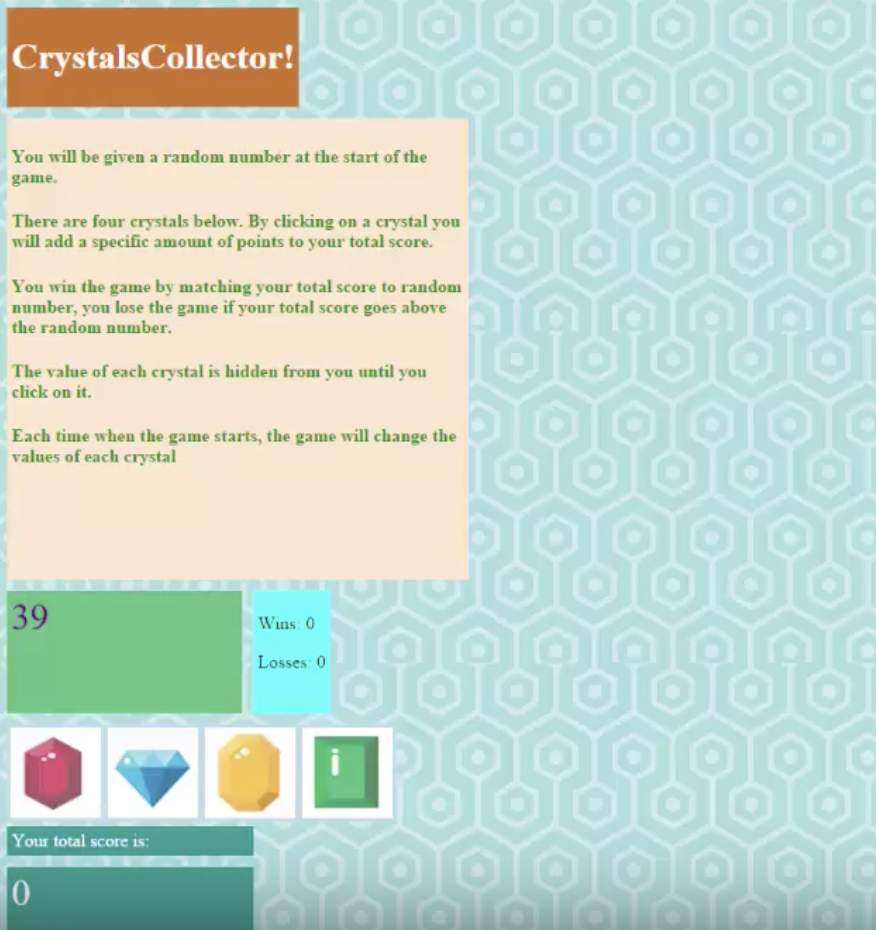 CrystalsCollector!
You will be given a random number at the start of the
game.
There are four crystals below. By clicking on a crystal you
will add a specific amount of points to your total score.
You win the game by matching your total score to random
number, you lose the game if your total score goes above
the random number.
The value of each crystal is hidden from you until you
click on it.
Each time when the game starts, the game will change the
values of each crystal
39
Wins: 0
Losses: 0
Your total score is:
0